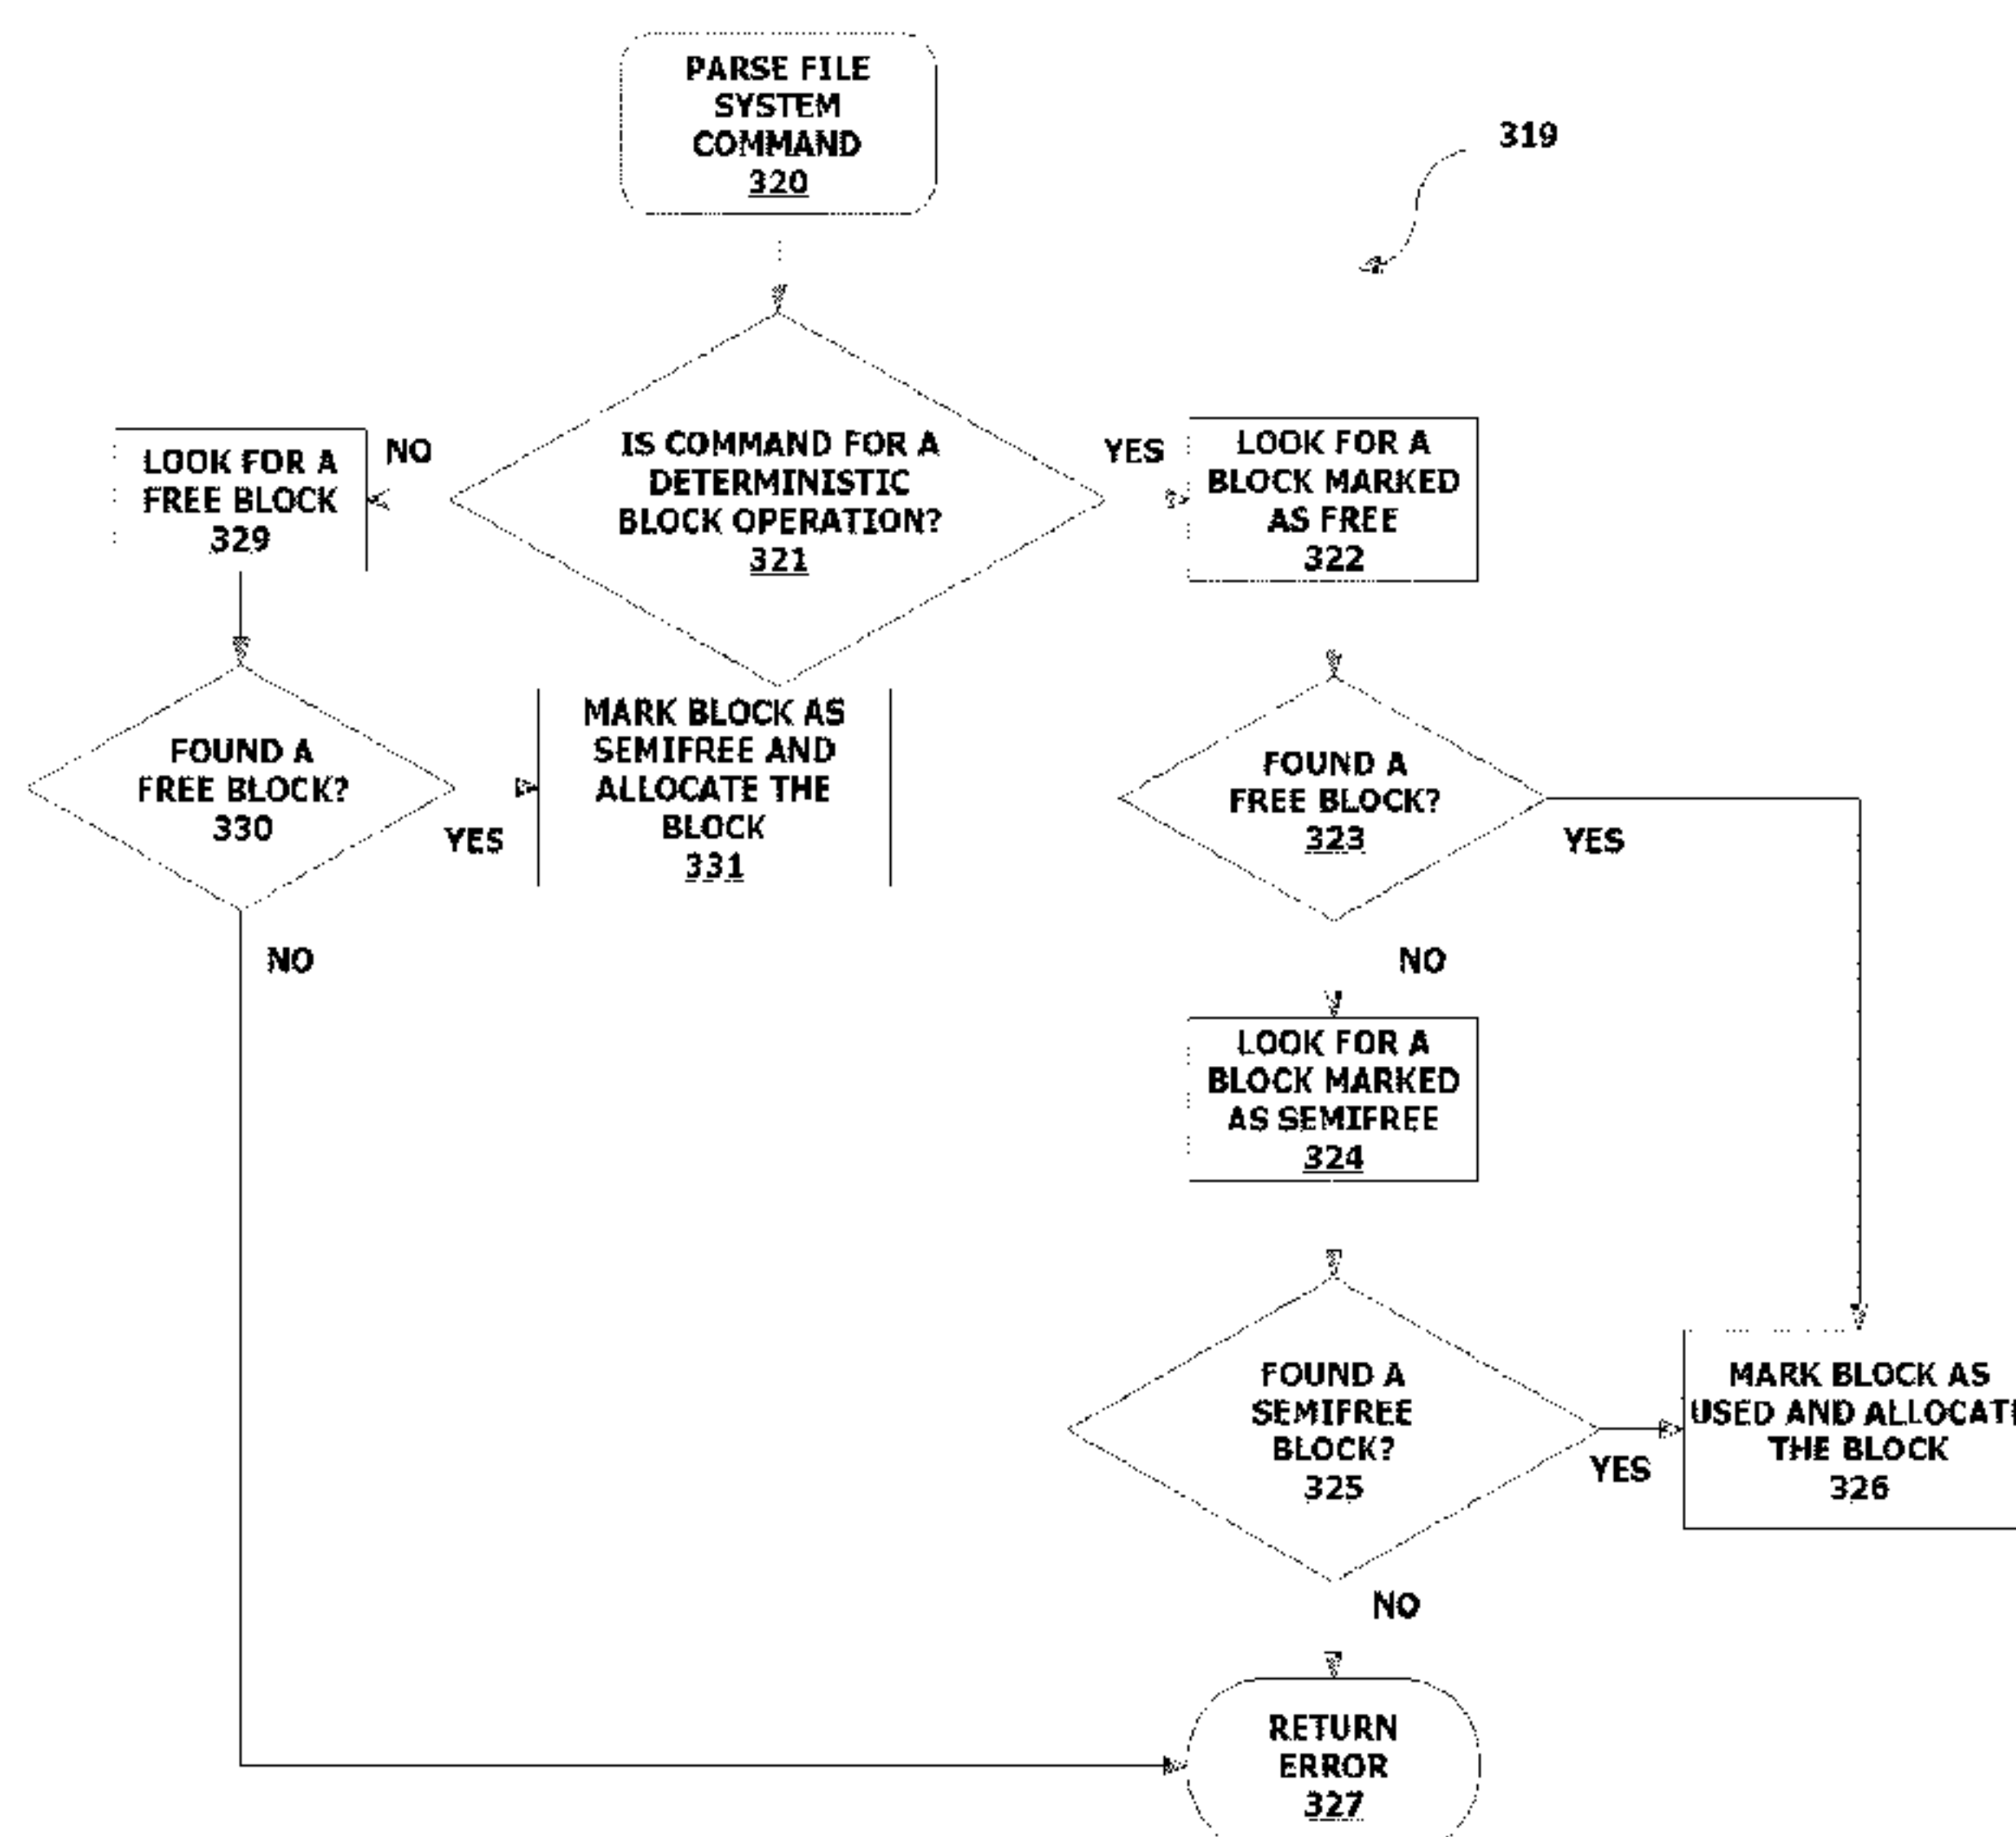 PARSE FILE
SYSTEM
COMMAND
320
319
IS COMMAND FOR A
DETERMINISTIC
BLOCK OPERATION?
321
NO
YES
LOOK FOR A
FREE BLOCK
329
LOOK FOR A
BLOCK MARKED
AS FREE
322
FOUND A
FREE BLOCK?
330
YES
NO
MARK BLOCK AS
SEMIFREE AND
ALLOCATE THE
BLOCK
331
FOUND A
FREE BLOCK?
323
YES
NO
LOOK FOR A
BLOCK MARKED
AS SEMIFREE
324
FOUND A
SEMIFREE
BLOCK?
325
YES
NO
MARK BLOCK AS
USED AND ALLOCATE
THE BLOCK
326
RETURN
ERROR
327